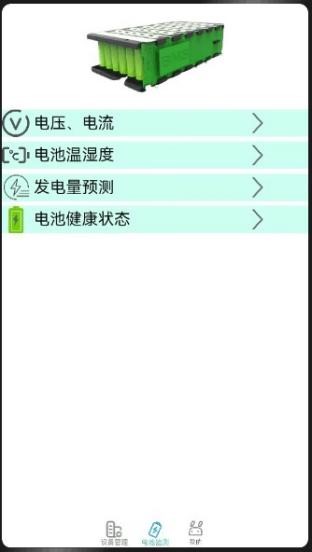 电压、电流
电池温湿度
发电量预测
电池健康状态
设备管理
电池监测
我的